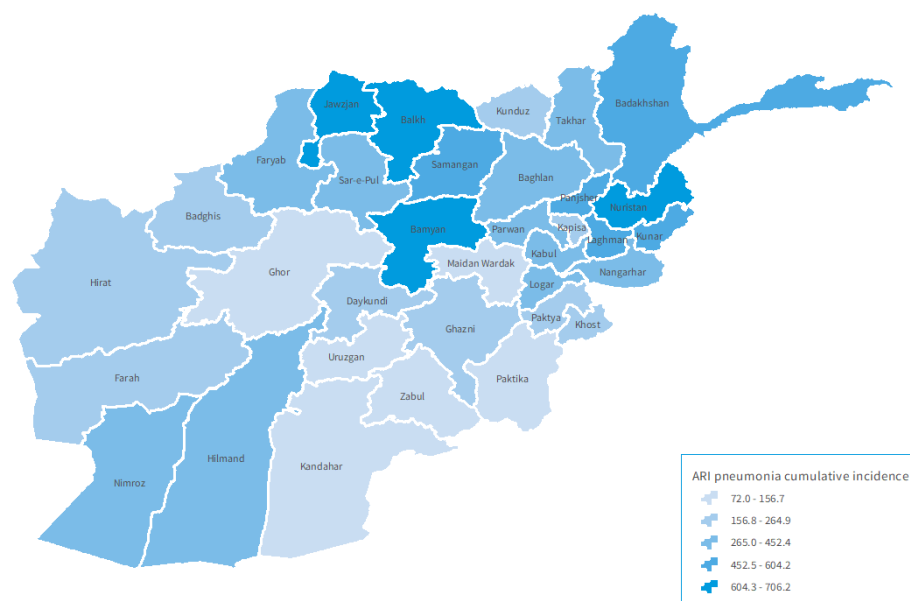 Jawzjan
Balkh
Kunduz
Takhar
Badakhshan
Faryab
Samangan
Sar-e-Pul
Baghlan
Panjsher
Nuristan
Badghis
Bamyan
Parwan
Kapisa
Laghman
Kunar
Kabul
Ghor
Maidan Wardak
Nangarhar
Hirat
Logar
Daykundi
Paktya
Khost
Ghazni
Uruzgan
Farah
Paktika
Zabul
Hilmand
Kandahar
Nimroz
ARI pneumonia cumulative incidence
72.0 - 156.7
156.8 - 264.9
265.0 - 452.4
452.5 - 604.2
604.3 - 706.2